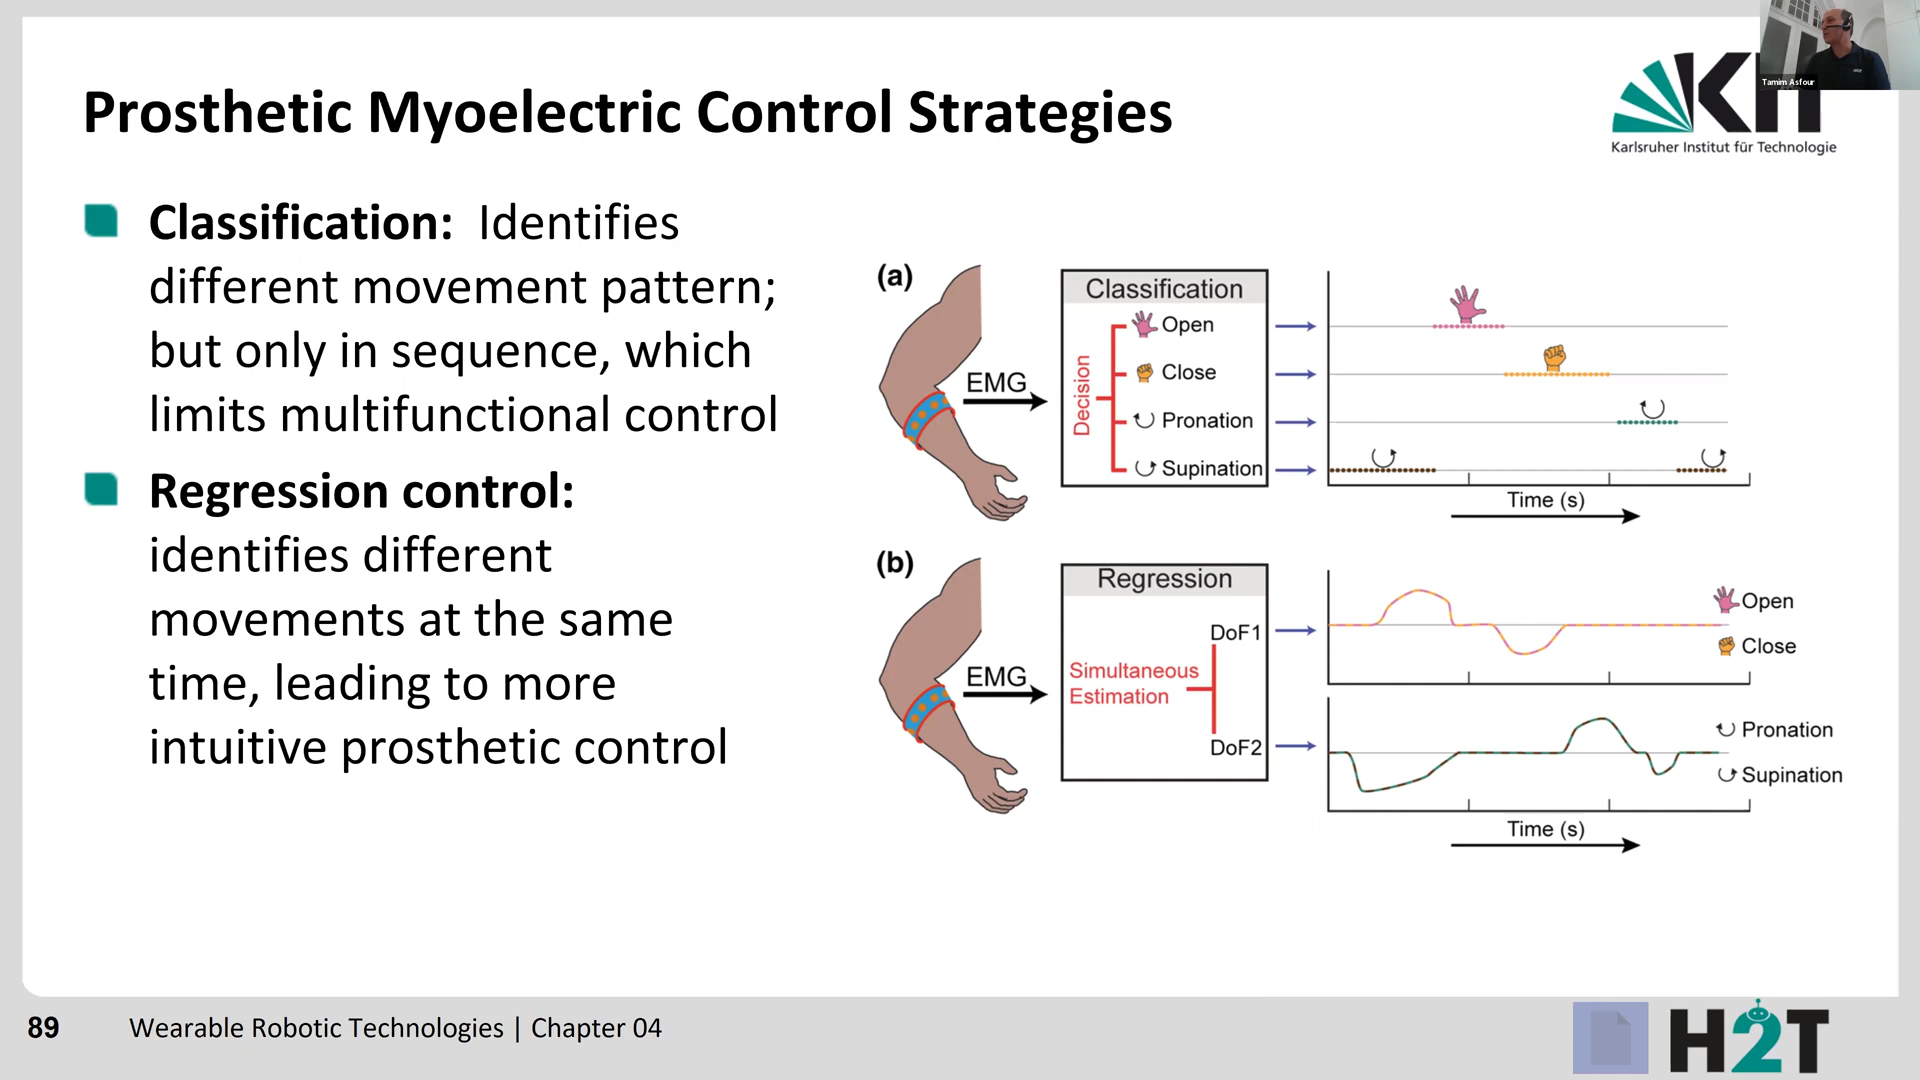 Tamim Asfour
Prosthetic Myoelectric Control Strategies
Karlsruher Institut für Technologie
Classification: Identifies
different movement pattern;
but only in sequence, which
limits multifunctional control
Regression control:
identifies different
movements at the same
time, leading to more
intuitive prosthetic control
(a)
EMG
Classification
Decision
Open
Close
Pronation
Supination
Time (s)
(b)
EMG
Regression
Simultaneous
Estimation
DoF1
DoF2
Open
Close
Pronation
Supination
Time (s)
89
Wearable Robotic Technologies | Chapter 04
H2T